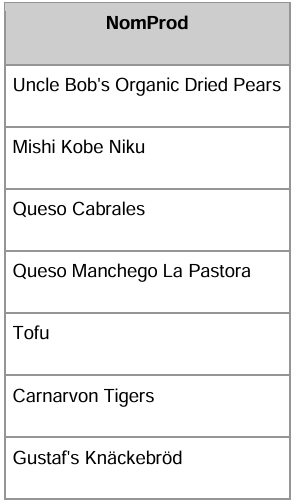 NomProd
Uncle Bob's Organic Dried Pears
Mishi Kobe Niku
Queso Cabrales
Queso Manchego La Pastora
Tofu
Carnarvon Tigers
Gustaf's Knäckebröd